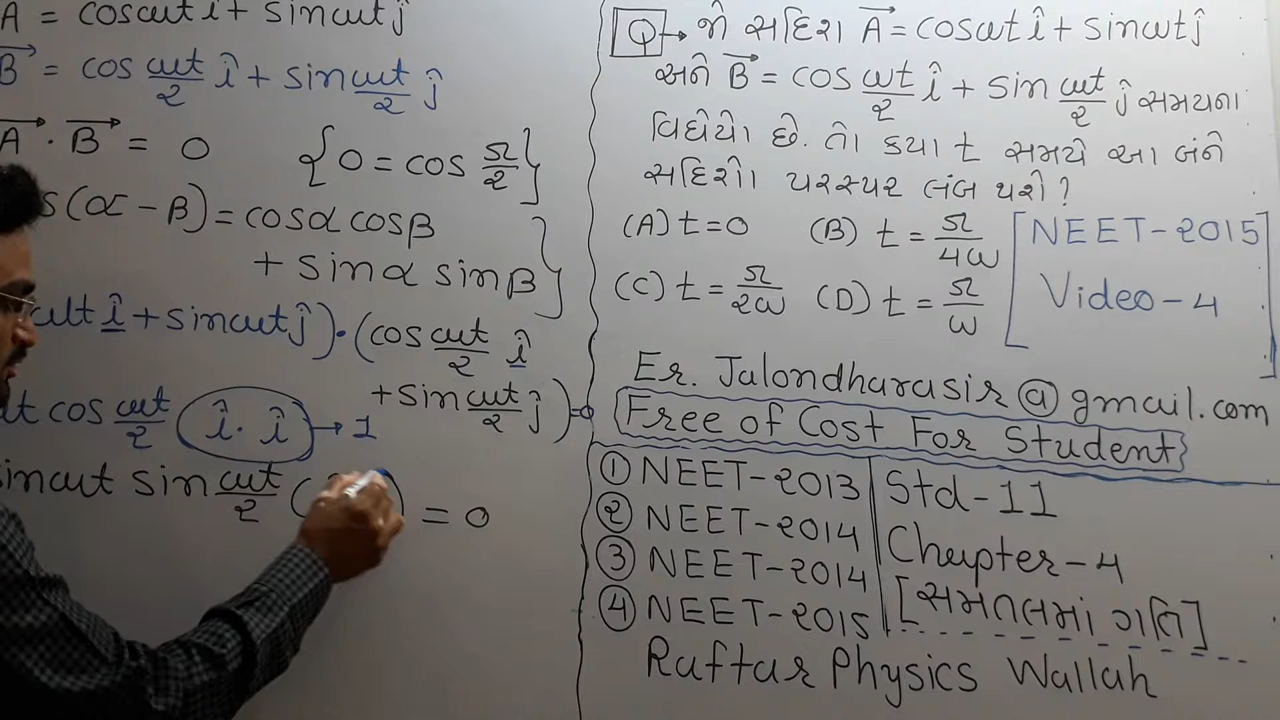 A = cosωt i + sinωt j
B = cos ωt/2 i + sin ωt/2 j
A · B = 0 {0 = cos π/2}
s(α - β) = cosα cosβ
+ sinα sinβ}
ωt i + sinωt j) · (cos ωt/2 i
+ sin ωt/2 j) = 0
ωt cos ωt/2 (i · i) → 1
sinωt sin ωt/2 ( ) = 0
Q → જો સદિશ A = cosωt i + sinωt j
અને B = cos ωt/2 i + sin ωt/2 j સમયના
વિધેયો છે. તો કયા t સમયે આ બંને
સદિશો પરસ્પર લંબ થશે?
(A) t = 0 (B) t = π/4ω
(C) t = π/2ω (D) t = π/ω
[NEET-2015
Video-4]
Er. Jalondharasir @ gmail.com
Free of Cost For Student
① NEET-2013
② NEET-2014
③ NEET-2014
④ NEET-2015
Std-11
Chapter-4
[સમતલમાં ગતિ]
Raftar Physics Wallah